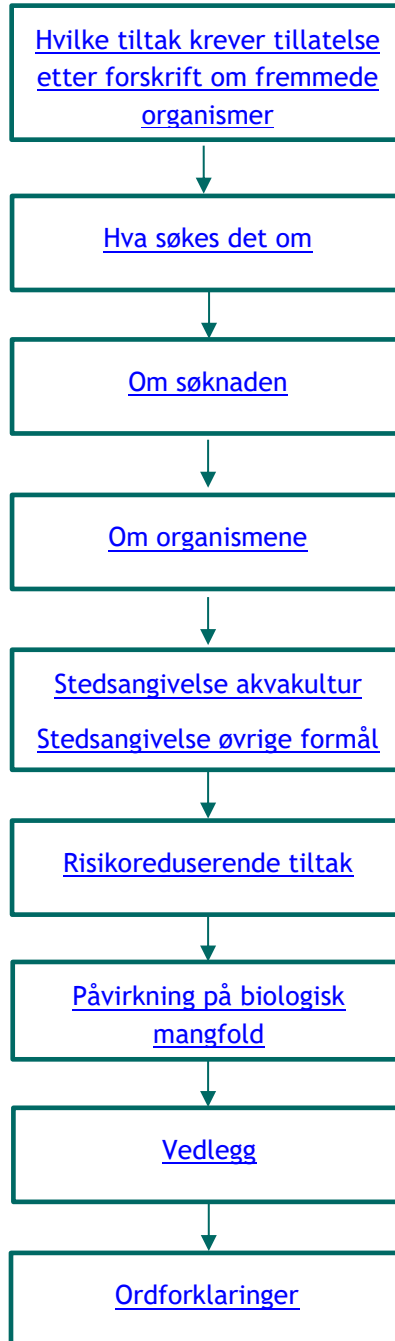 Hvilke tiltak krever tillatelse
etter forskrift om fremmede
organismer
Hva søkes det om
Om søknaden
Om organismene
Stedsangivelse akvakultur
Stedsangivelse øvrige formål
Risikoreduserende tiltak
Påvirkning på biologisk
mangfold
Vedlegg
Ordforklaringer